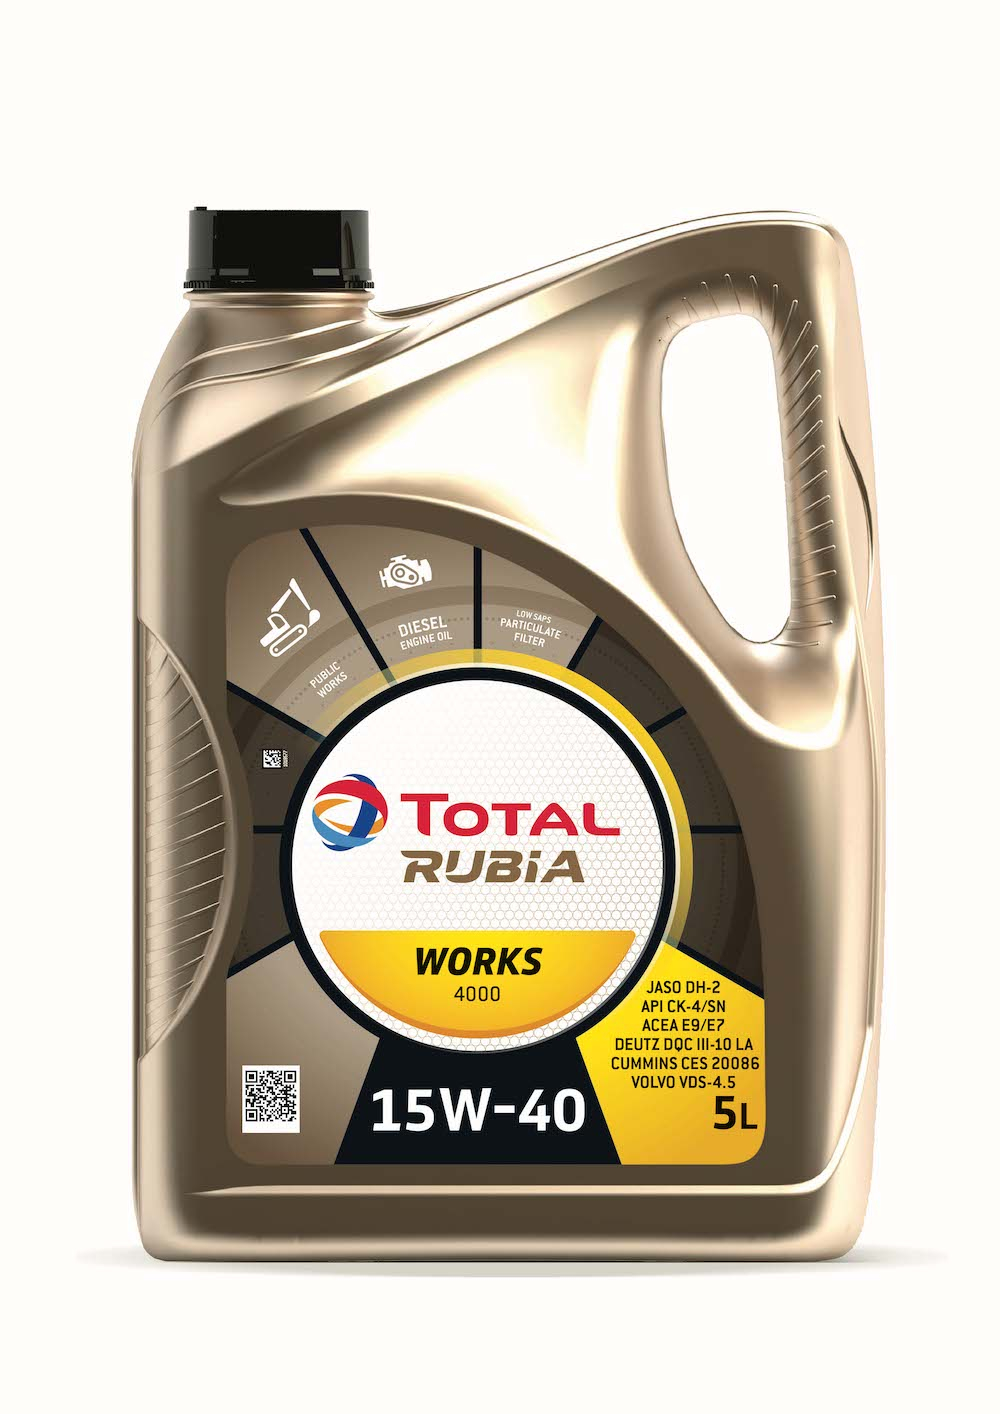 DIESEL
ENGINE OIL
LOW SAPS
PARTICULATE
FILTER
PUBLIC
WORKS
TOTAL
RUBiA
WORKS
4000
JASO DH-2
API CK-4/SN
ACEA E9/E7
DEUTZ DQC III-10 LA
CUMMINS CES 20086
VOLVO VDS-4.5
5L
15W-40